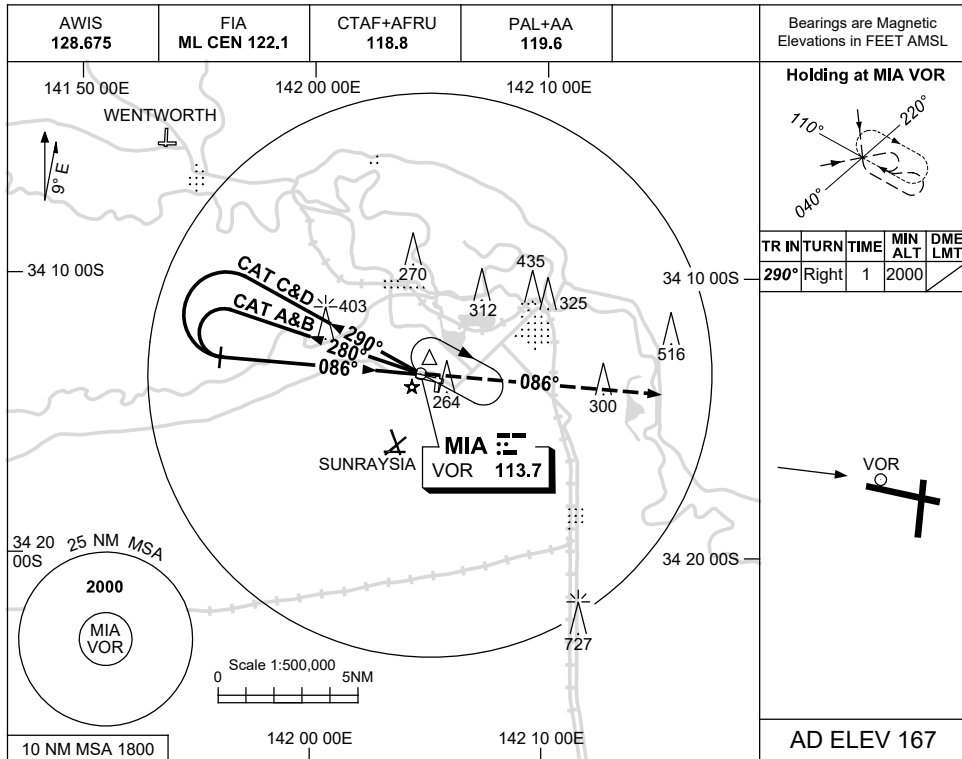 AWIS
128.675
FIA
ML CEN 122.1
CTAF+AFRU
118.8
PAL+AA
119.6
Bearings are Magnetic
Elevations in FEET AMSL
141 50 00E
142 00 00E
142 10 00E
WENTWORTH
9° E
34 10 00S
34 10 00S
CAT C&D
CAT A&B
290°
280°
086°
086°
403
270
312
435
325
516
264
300
SUNRAYSIA
MIA
VOR 113.7
34 20
00S
34 20 00S
25 NM MSA
2000
MIA
VOR
727
Scale 1:500,000
0
5NM
10 NM MSA 1800
142 00 00E
142 10 00E
Holding at MIA VOR
110°
220°
040°
TR IN
TURN
TIME
MIN
ALT
DME
LMT
290°
Right
1
2000
VOR
AD ELEV 167